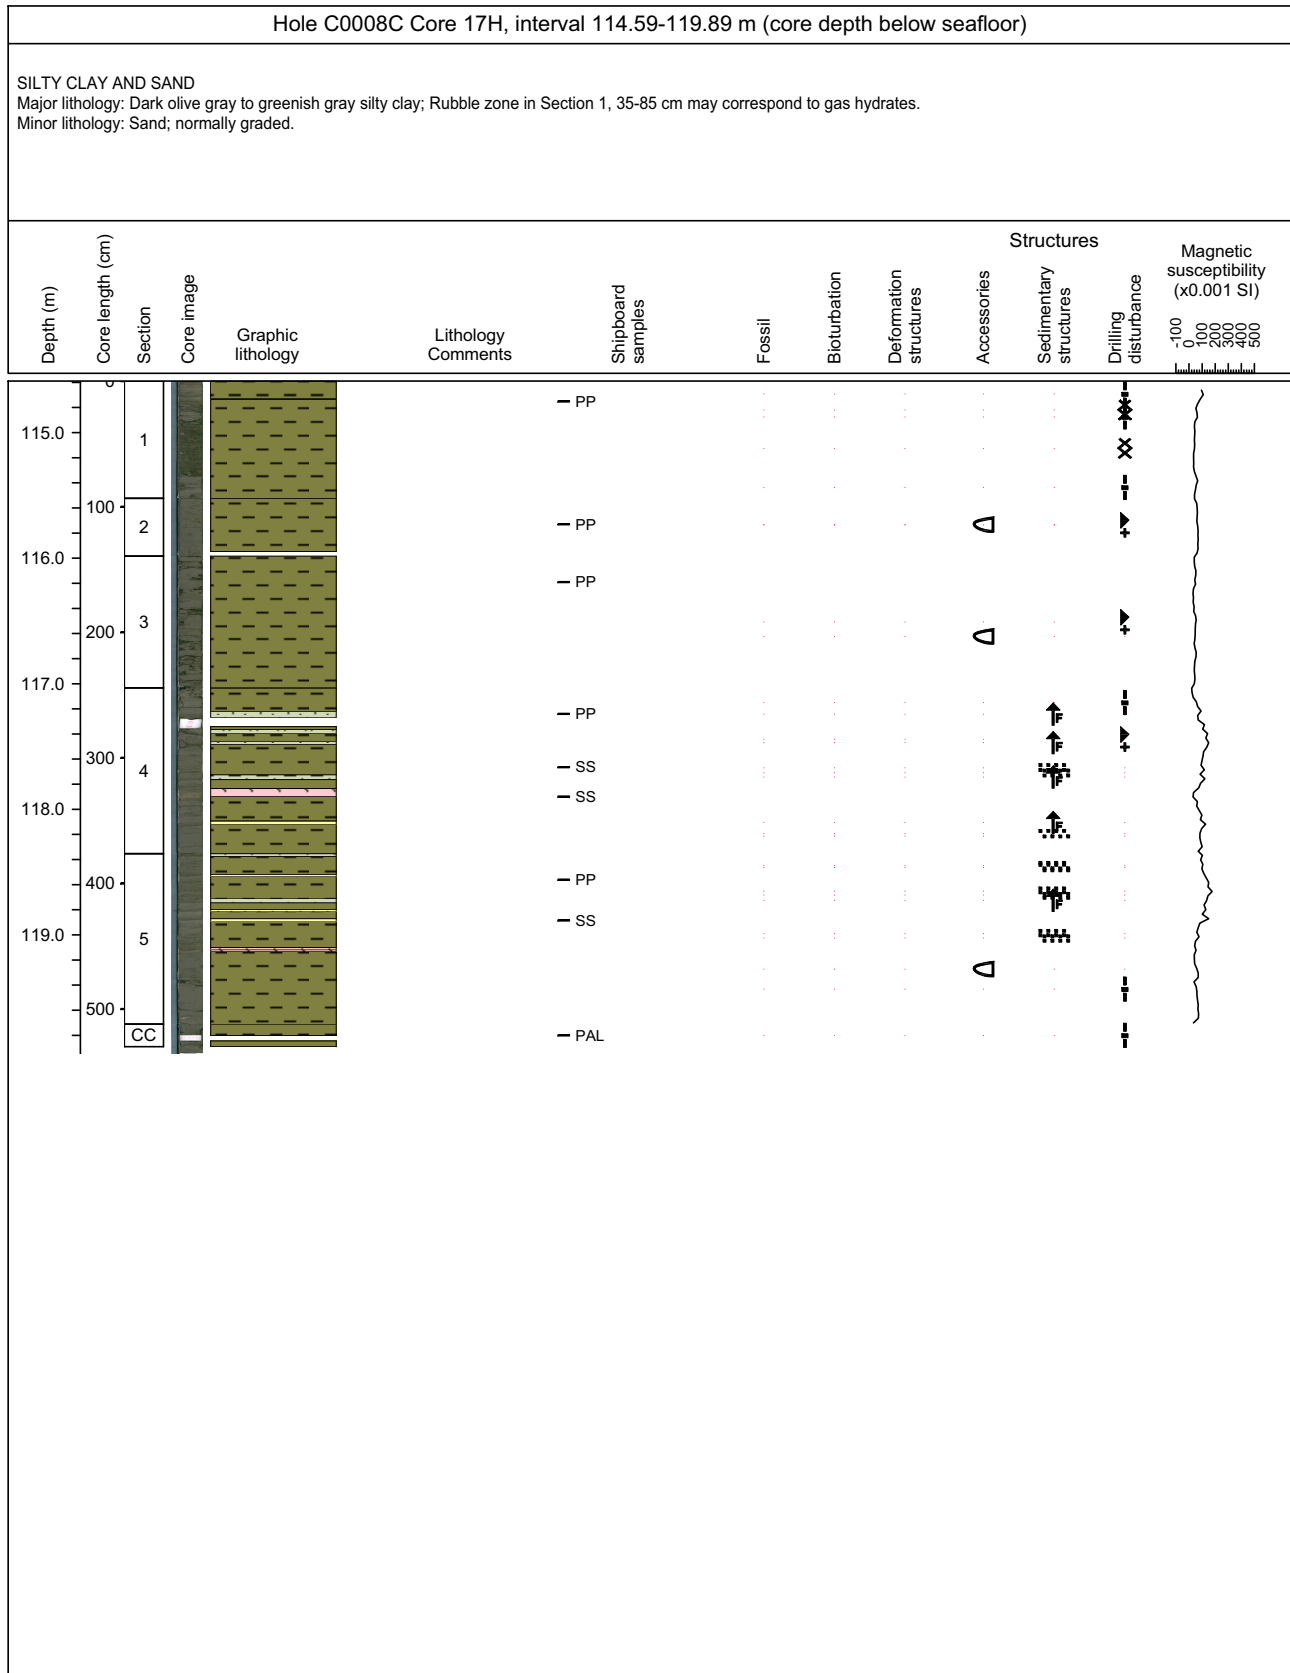 Hole C0008C Core 17H, interval 114.59-119.89 m (core depth below seafloor)
SILTY CLAY AND SAND
Major lithology: Dark olive gray to greenish gray silty clay; Rubble zone in Section 1, 35-85 cm may correspond to gas hydrates.
Minor lithology: Sand; normally graded.
Depth (m)
Core length (cm)
Section
Core image
Graphic
lithology
Lithology
Comments
Shipboard
samples
Fossil
Bioturbation
Structures
Deformation
structures
Accessories
Sedimentary
structures
Drilling
disturbance
Magnetic
susceptibility
(x0.001 SI)
-100
0
100
200
300
400
500
0
PP
115.0
1
100
2
PP
116.0
PP
3
200
117.0
PP
300
4
SS
SS
118.0
400
PP
SS
119.0
5
500
CC
PAL